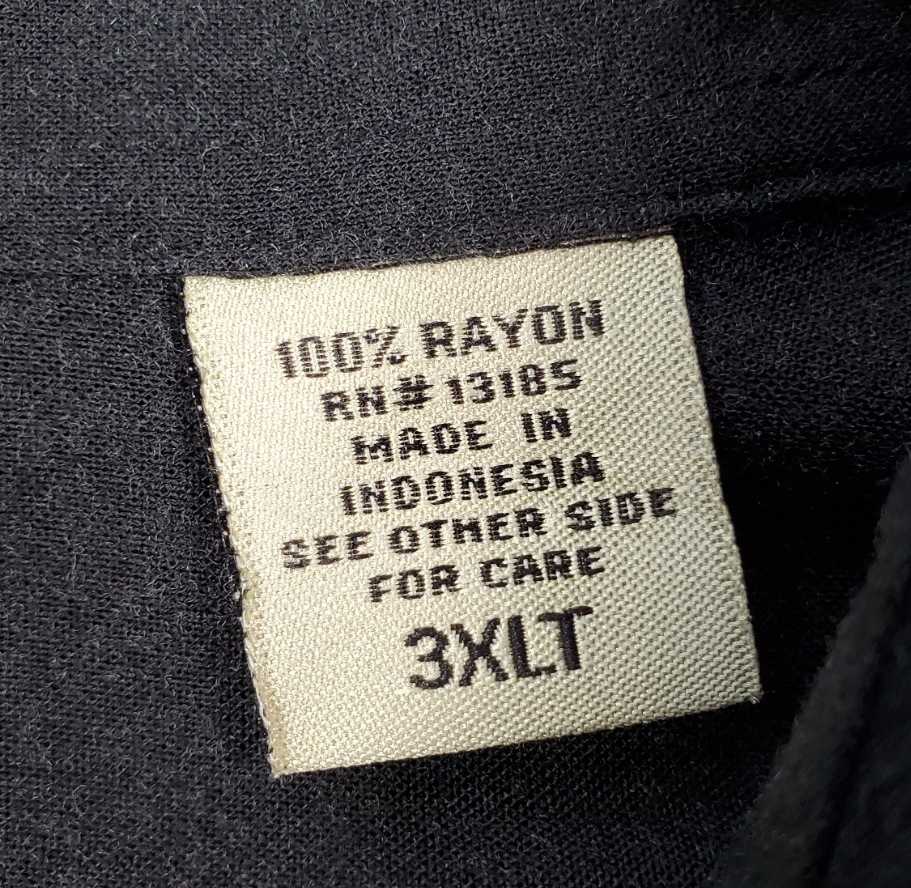 100% RAYON
RN# 13185
MADE IN
INDONESIA
SEE OTHER SIDE
FOR CARE
3XLT